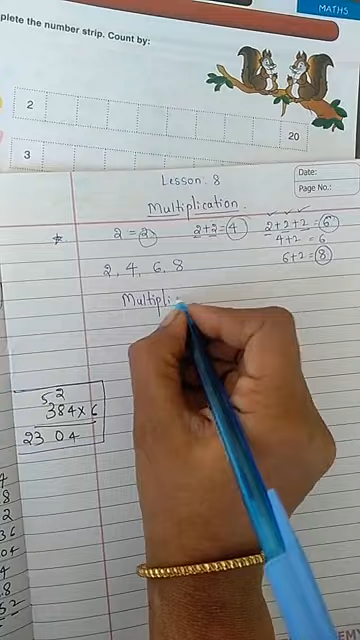 MATHS
plete the number strip. Count by:
2
20
3
Lesson. 8
Date:
Page No.:
Multiplication.
2 = 2 2+2=4 2+2+2 = 6
4+2 = 6
6+2 = 8
2, 4, 6, 8
Multipli
5 2
384×6
23 04